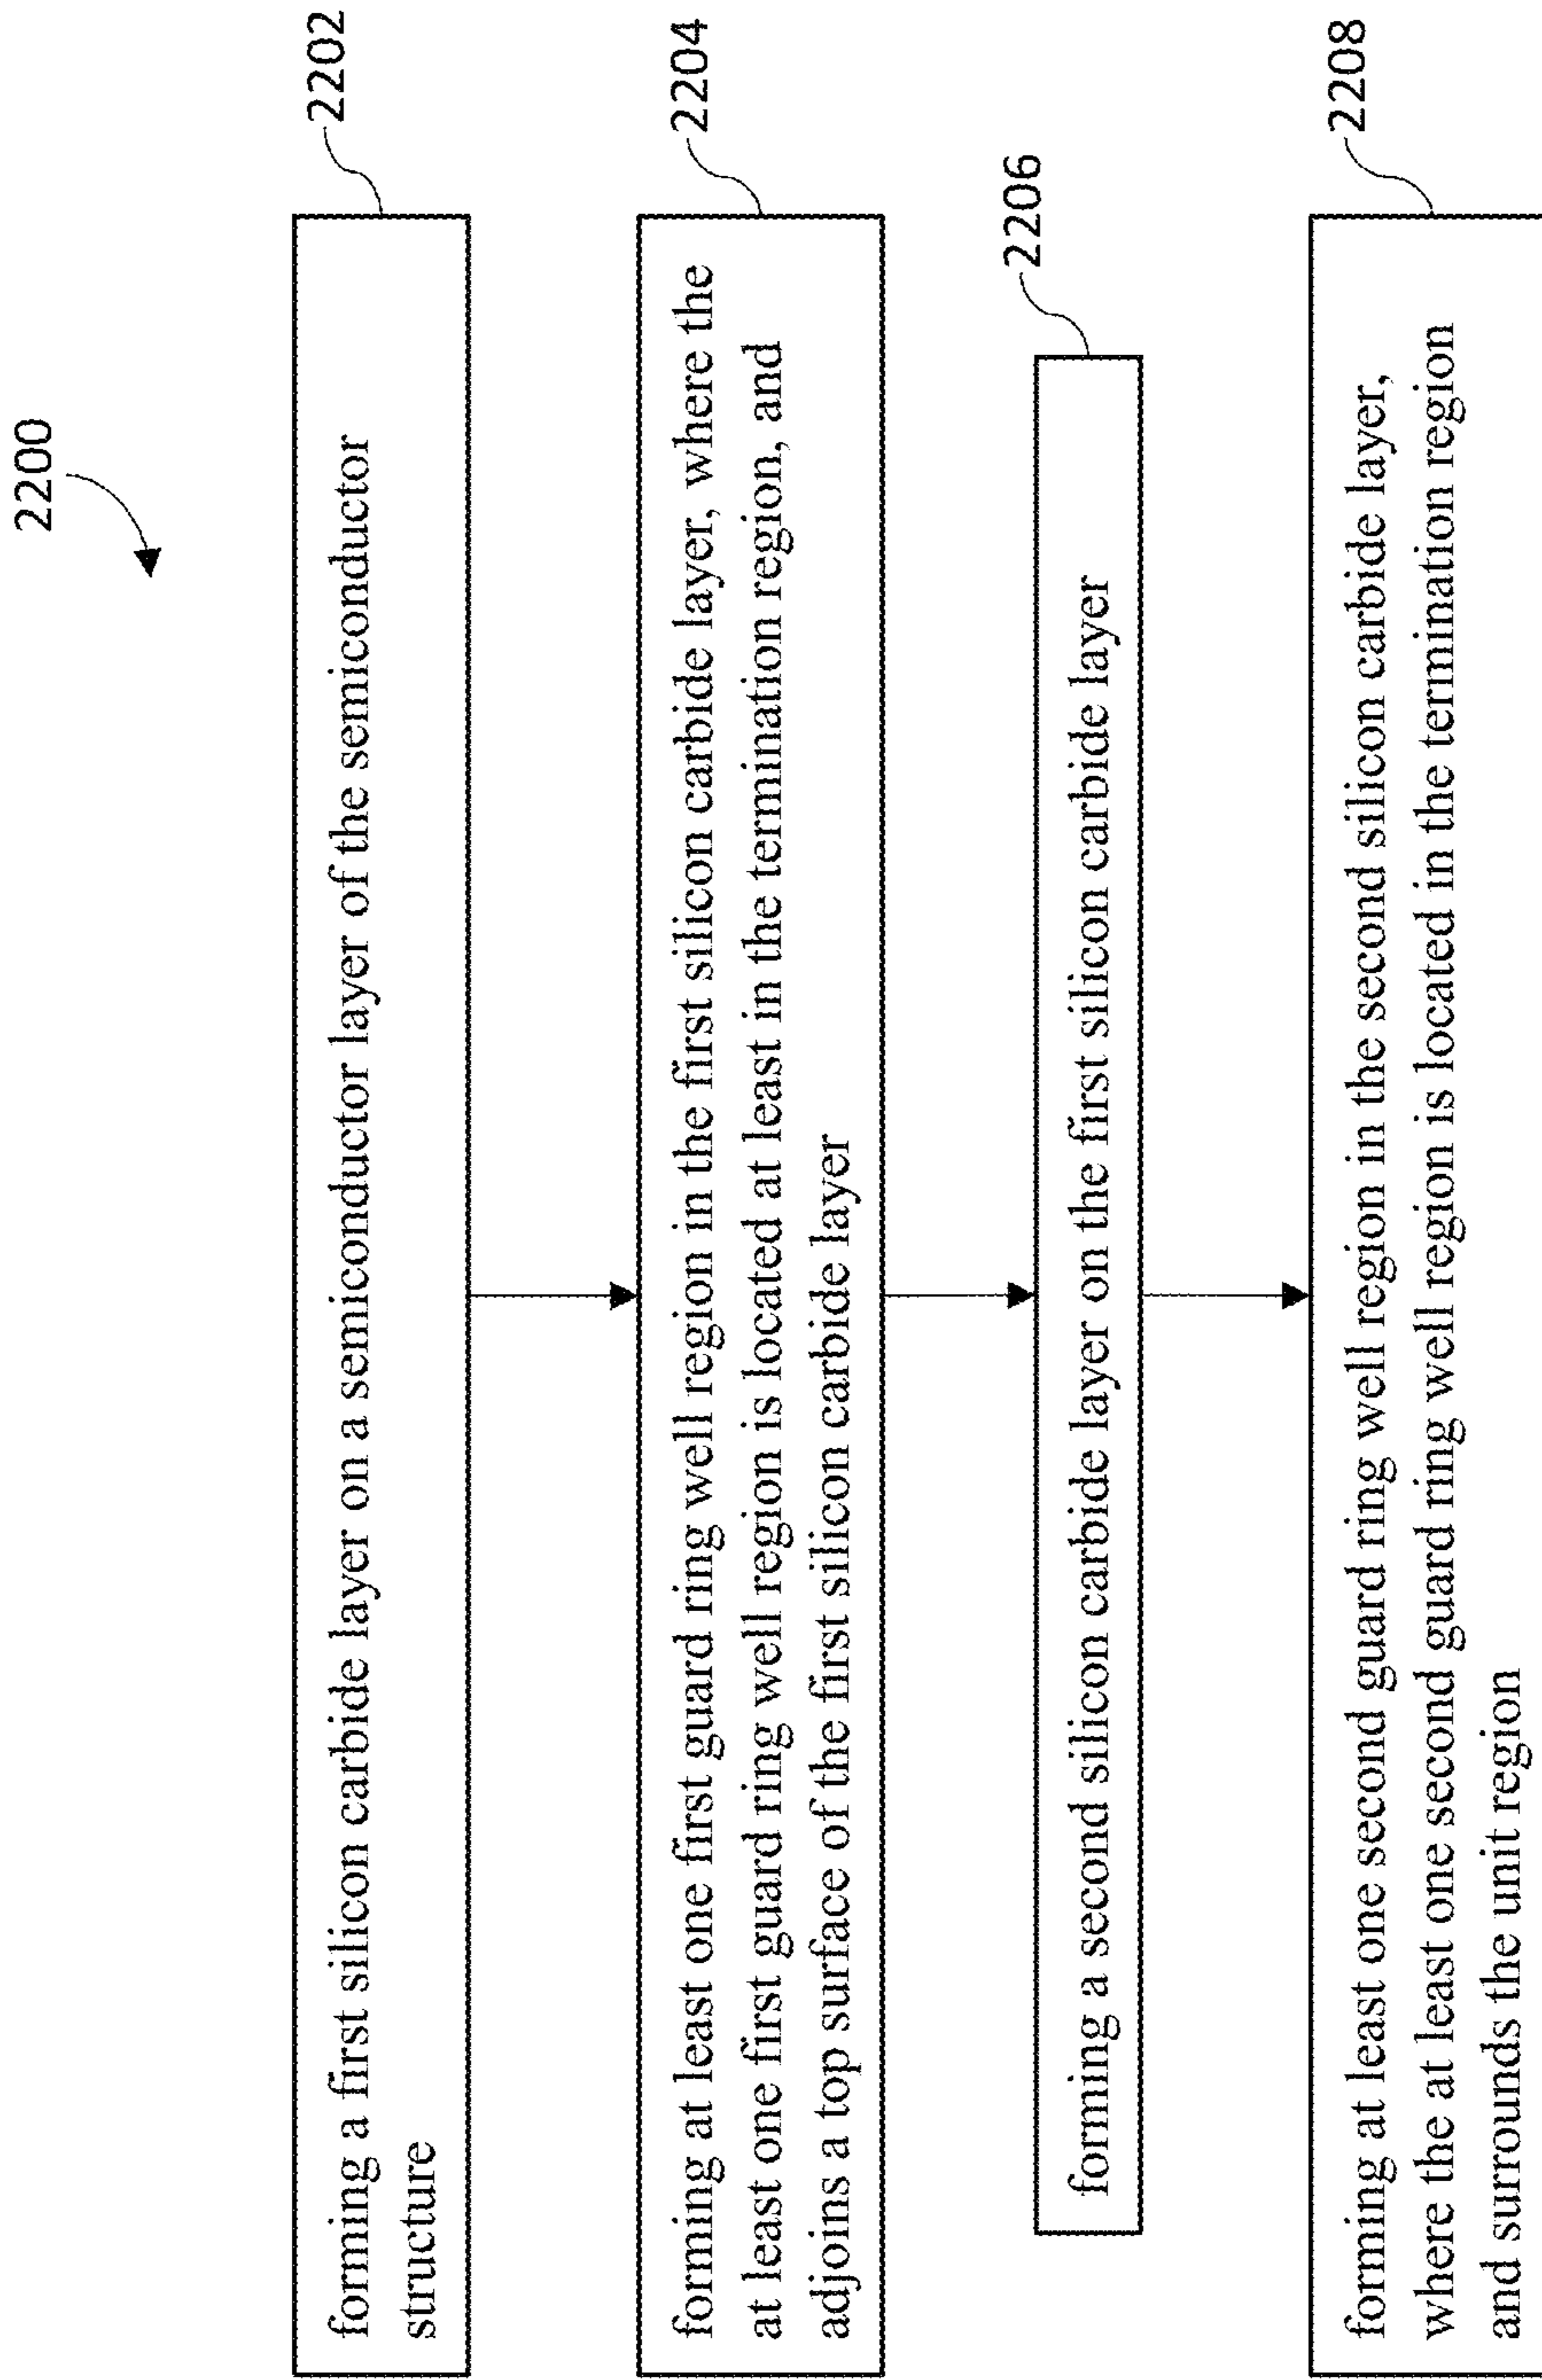 2200
2202
forming a first silicon carbide layer on a semiconductor layer of the semiconductor
structure
2204
forming at least one first guard ring well region in the first silicon carbide layer, where the
at least one first guard ring well region is located at least in the termination region, and
adjoins a top surface of the first silicon carbide layer
2206
forming a second silicon carbide layer on the first silicon carbide layer
2208
forming at least one second guard ring well region in the second silicon carbide layer,
where the at least one second guard ring well region is located in the termination region
and surrounds the unit region